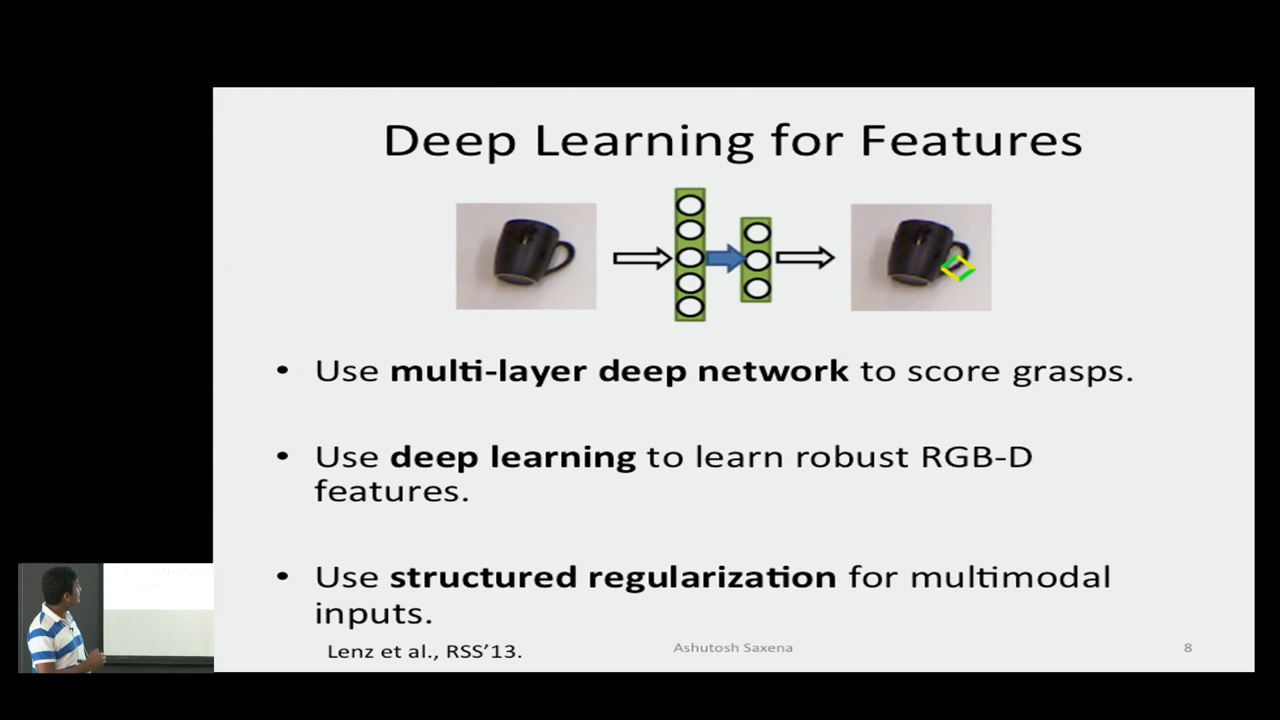 Deep Learning for Features
• Use multi-layer deep network to score grasps.
• Use deep learning to learn robust RGB-D
features.
• Use structured regularization for multimodal
inputs.
Lenz et al., RSS’13.
Ashutosh Saxena
8